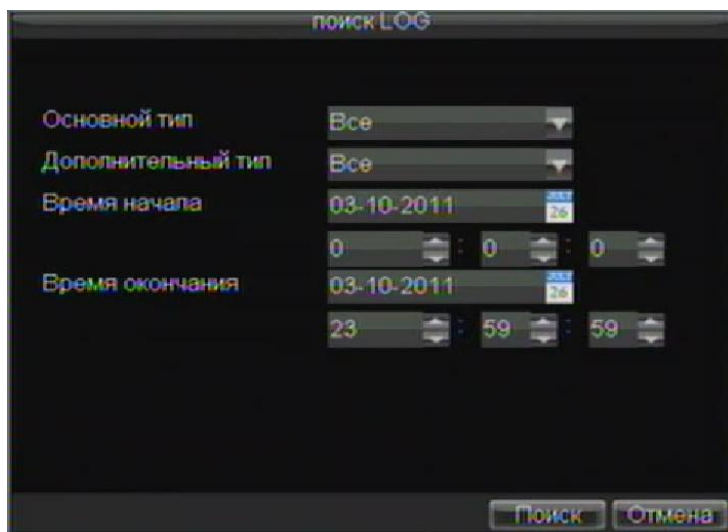 поиск LOG
Основной тип Все
Дополнительный тип Все
Время начала 03-10-2011
0 : 0 : 0
Время окончания 03-10-2011
23 : 59 : 59
Поиск Отмена